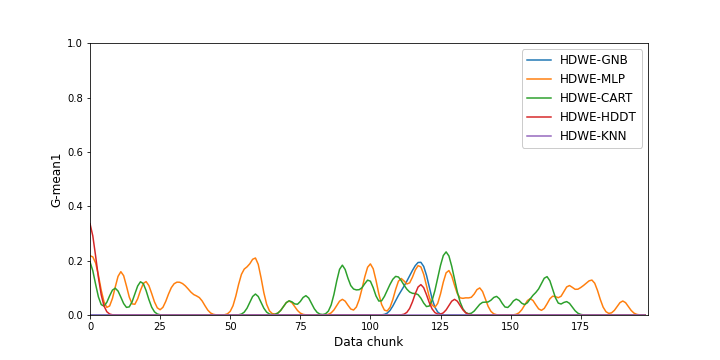 1.0
0.8
0.6
0.4
0.2
0.0
G-mean1
0 25 50 75 100 125 150 175
Data chunk
HDWE-GNB
HDWE-MLP
HDWE-CART
HDWE-HDDT
HDWE-KNN